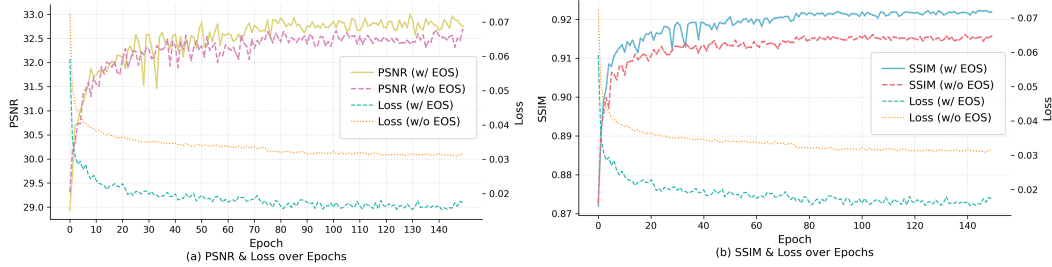 33.0
32.5
32.0
31.5
31.0
30.5
30.0
29.5
29.0
PSNR
0 10 20 30 40 50 60 70 80 90 100 110 120 130 140
Epoch
0.07
0.06
0.05
0.04
0.03
0.02
Loss
PSNR (w/ EOS)
PSNR (w/o EOS)
Loss (w/ EOS)
Loss (w/o EOS)
(a) PSNR & Loss over Epochs
0.92
0.91
0.90
0.89
0.88
0.87
SSIM
0 20 40 60 80 100 120 140
Epoch
0.07
0.06
0.05
0.04
0.03
0.02
Loss
SSIM (w/ EOS)
SSIM (w/o EOS)
Loss (w/ EOS)
Loss (w/o EOS)
(b) SSIM & Loss over Epochs